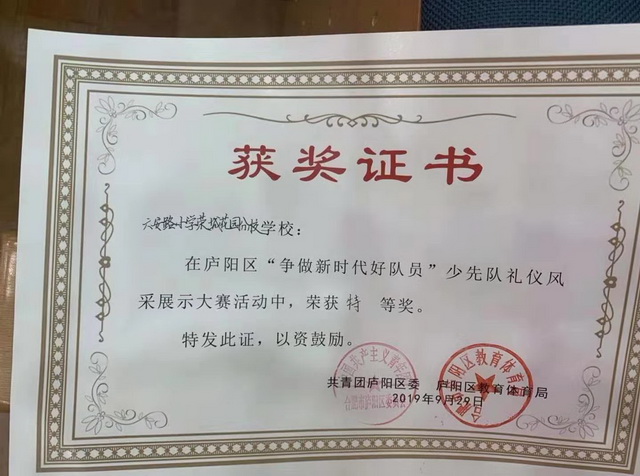 获奖证书
六安路小学荣城花园分校学校：
在庐阳区“争做新时代好队员”少先队礼仪风
采展示大赛活动中，荣获特 等奖。
特发此证，以资鼓励。
共青团庐阳区委 庐阳区教育体育局
2019年9月29日